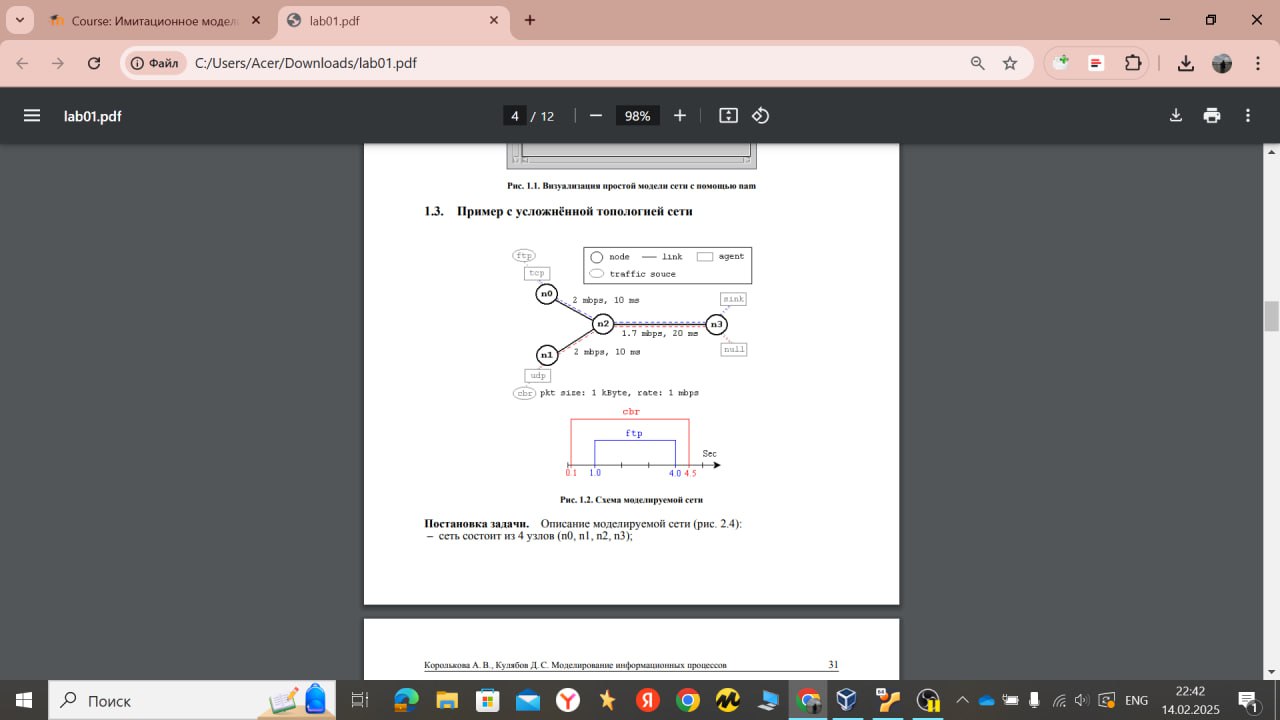 Course: Имитационное модел
lab01.pdf
Файл
C:/Users/Acer/Downloads/lab01.pdf
lab01.pdf
4 / 12
98%
Рис. 1.1. Визуализация простой модели сети с помощью nam
1.3. Пример с усложнённой топологией сети
ftp
tcp
node
link
agent
traffic souce
n0
2 mbps, 10 ms
sink
n2
n3
1.7 mbps, 20 ms
n1
2 mbps, 10 ms
null
udp
cbr
pkt size: 1 kByte, rate: 1 mbps
cbr
ftp
Sec
0.1 1.0 4.0 4.5
Рис. 1.2. Схема моделируемой сети
Постановка задачи. Описание моделируемой сети (рис. 2.4):
– сеть состоит из 4 узлов (n0, n1, n2, n3);
Королькова А. В., Кулябов Д. С. Моделирование информационных процессов 31
Поиск
ENG
22:42
14.02.2025
1